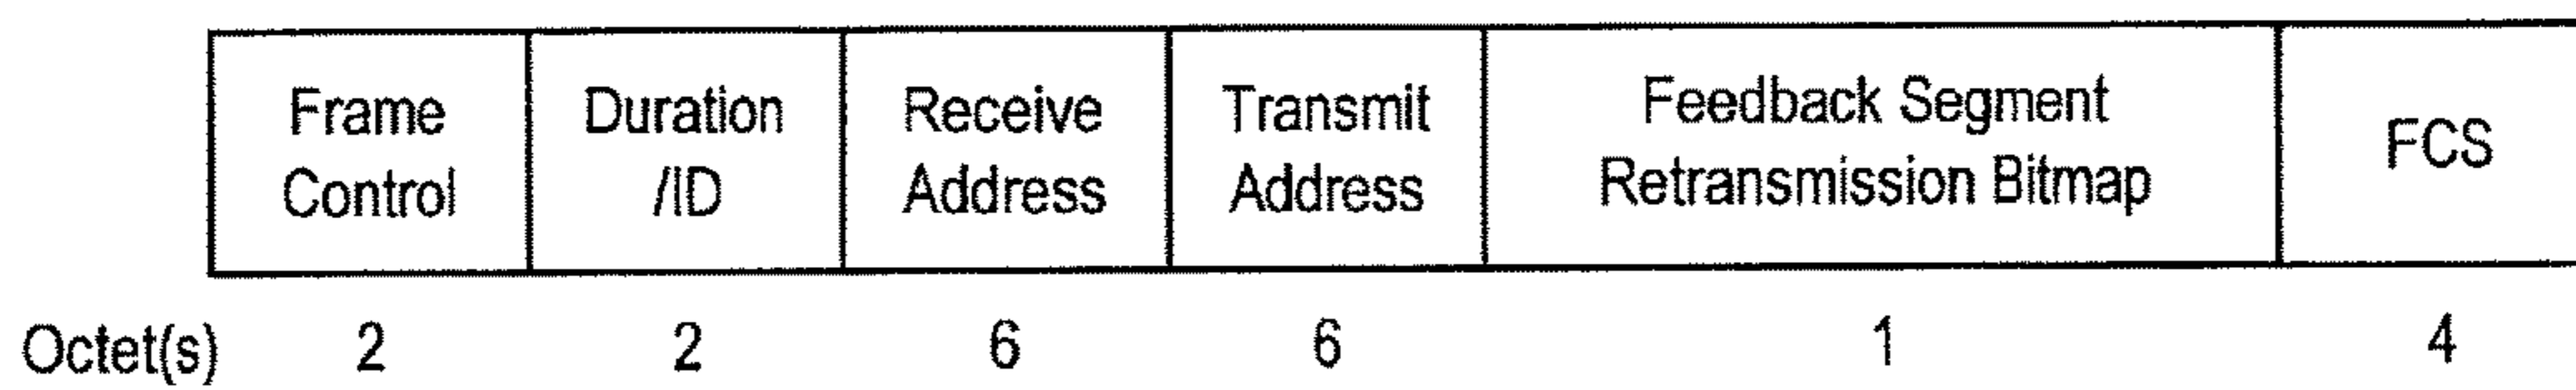 Frame Control
Duration /ID
Receive Address
Transmit Address
Feedback Segment Retransmission Bitmap
FCS
Octet(s) 2 2 6 6 1 4